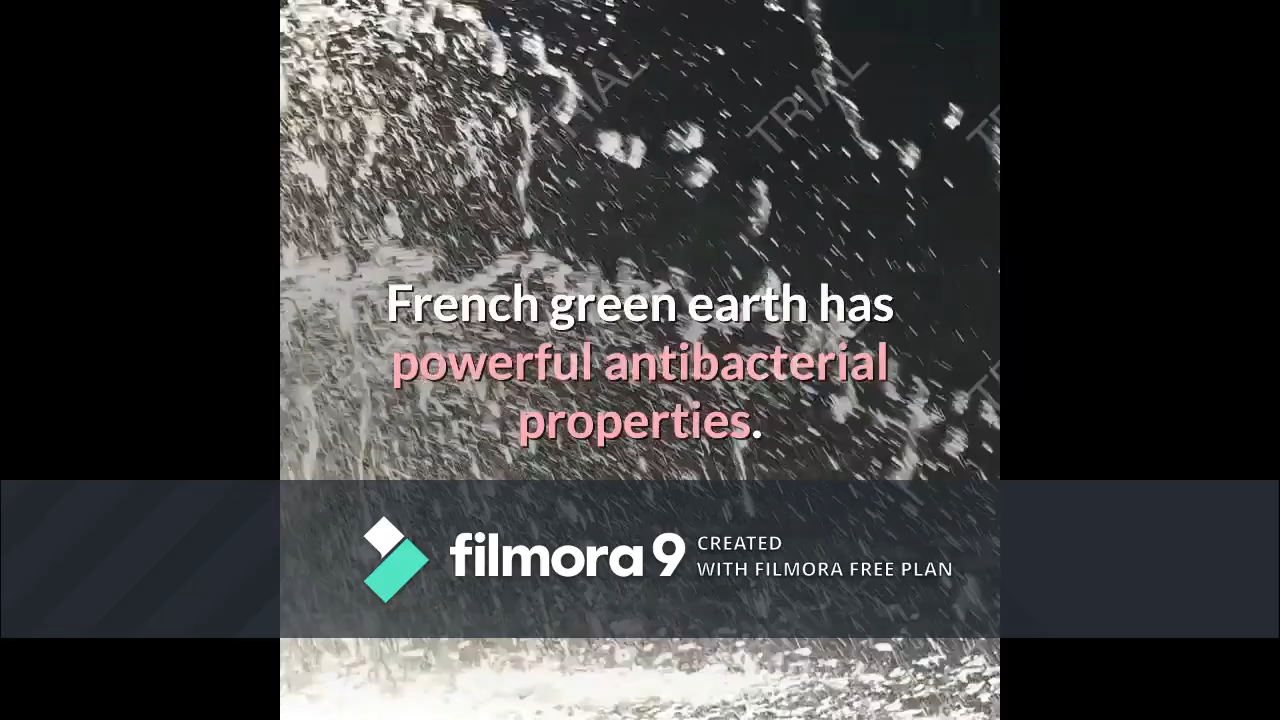 TRIAL
TRIAL
French green earth has
powerful antibacterial
properties.
filmora 9
CREATED
WITH FILMORA FREE PLAN